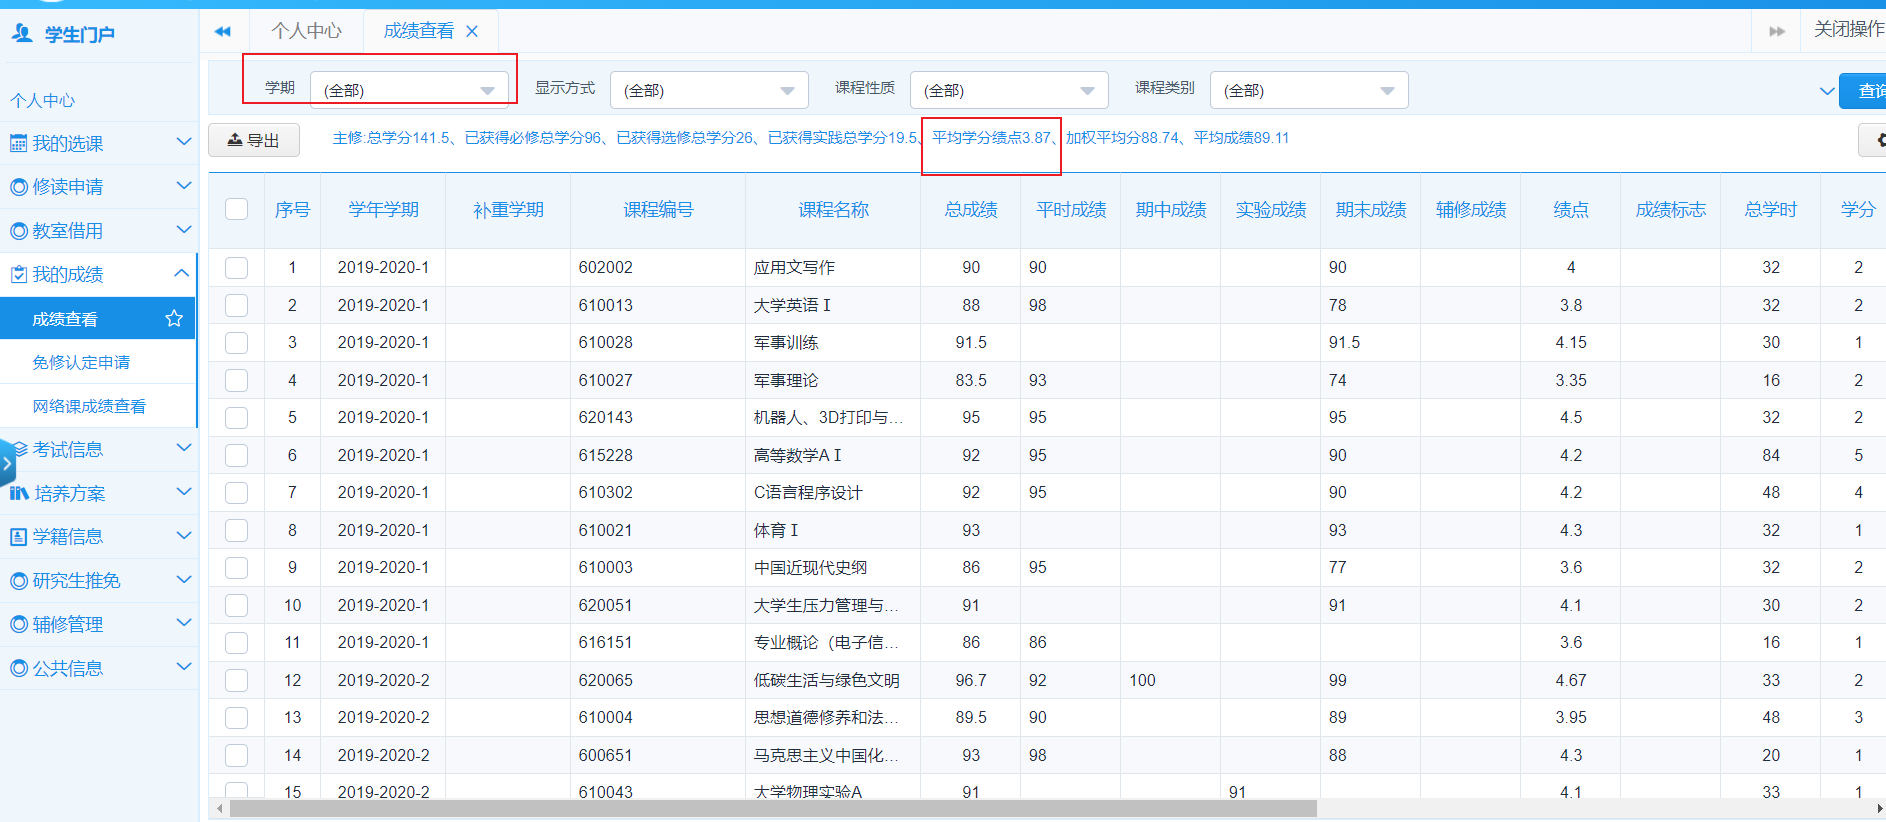 学生门户
个人中心
成绩查看
关闭操作
学期 (全部) 显示方式 (全部) 课程性质 (全部) 课程类别 (全部)
导出
主修:总学分141.5、已获得必修总学分96、已获得选修总学分26、已获得实践总学分19.5、平均学分绩点3.87、加权平均分88.74、平均成绩89.11
个人中心
我的选课
修读申请
教室借用
我的成绩
成绩查看
免修认定申请
网络课成绩查看
考试信息
培养方案
学籍信息
研究生推免
辅修管理
公共信息
序号 学年学期 补重学期 课程编号 课程名称 总成绩 平时成绩 期中成绩 实验成绩 期末成绩 辅修成绩 绩点 成绩标志 总学时 学分
1 2019-2020-1 602002 应用文写作 90 90 90 4 32 2
2 2019-2020-1 610013 大学英语 I 88 98 78 3.8 32 2
3 2019-2020-1 610028 军事训练 91.5 91.5 4.15 30 1
4 2019-2020-1 610027 军事理论 83.5 93 74 3.35 16 2
5 2019-2020-1 620143 机器人、3D打印与... 95 95 95 4.5 32 2
6 2019-2020-1 615228 高等数学A I 92 95 90 4.2 84 5
7 2019-2020-1 610302 C语言程序设计 92 95 90 4.2 48 4
8 2019-2020-1 610021 体育 I 93 93 4.3 32 1
9 2019-2020-1 610003 中国近现代史纲 86 95 77 3.6 32 2
10 2019-2020-1 620051 大学生压力管理与... 91 91 4.1 30 2
11 2019-2020-1 616151 专业概论（电子信... 86 86 3.6 16 1
12 2019-2020-2 620065 低碳生活与绿色文明 96.7 92 100 99 4.67 33 2
13 2019-2020-2 610004 思想道德修养和法... 89.5 90 89 3.95 48 3
14 2019-2020-2 600651 马克思主义中国化... 93 98 88 4.3 20 1
15 2019-2020-2 610043 大学物理实验A 91 91 4.1 33 1